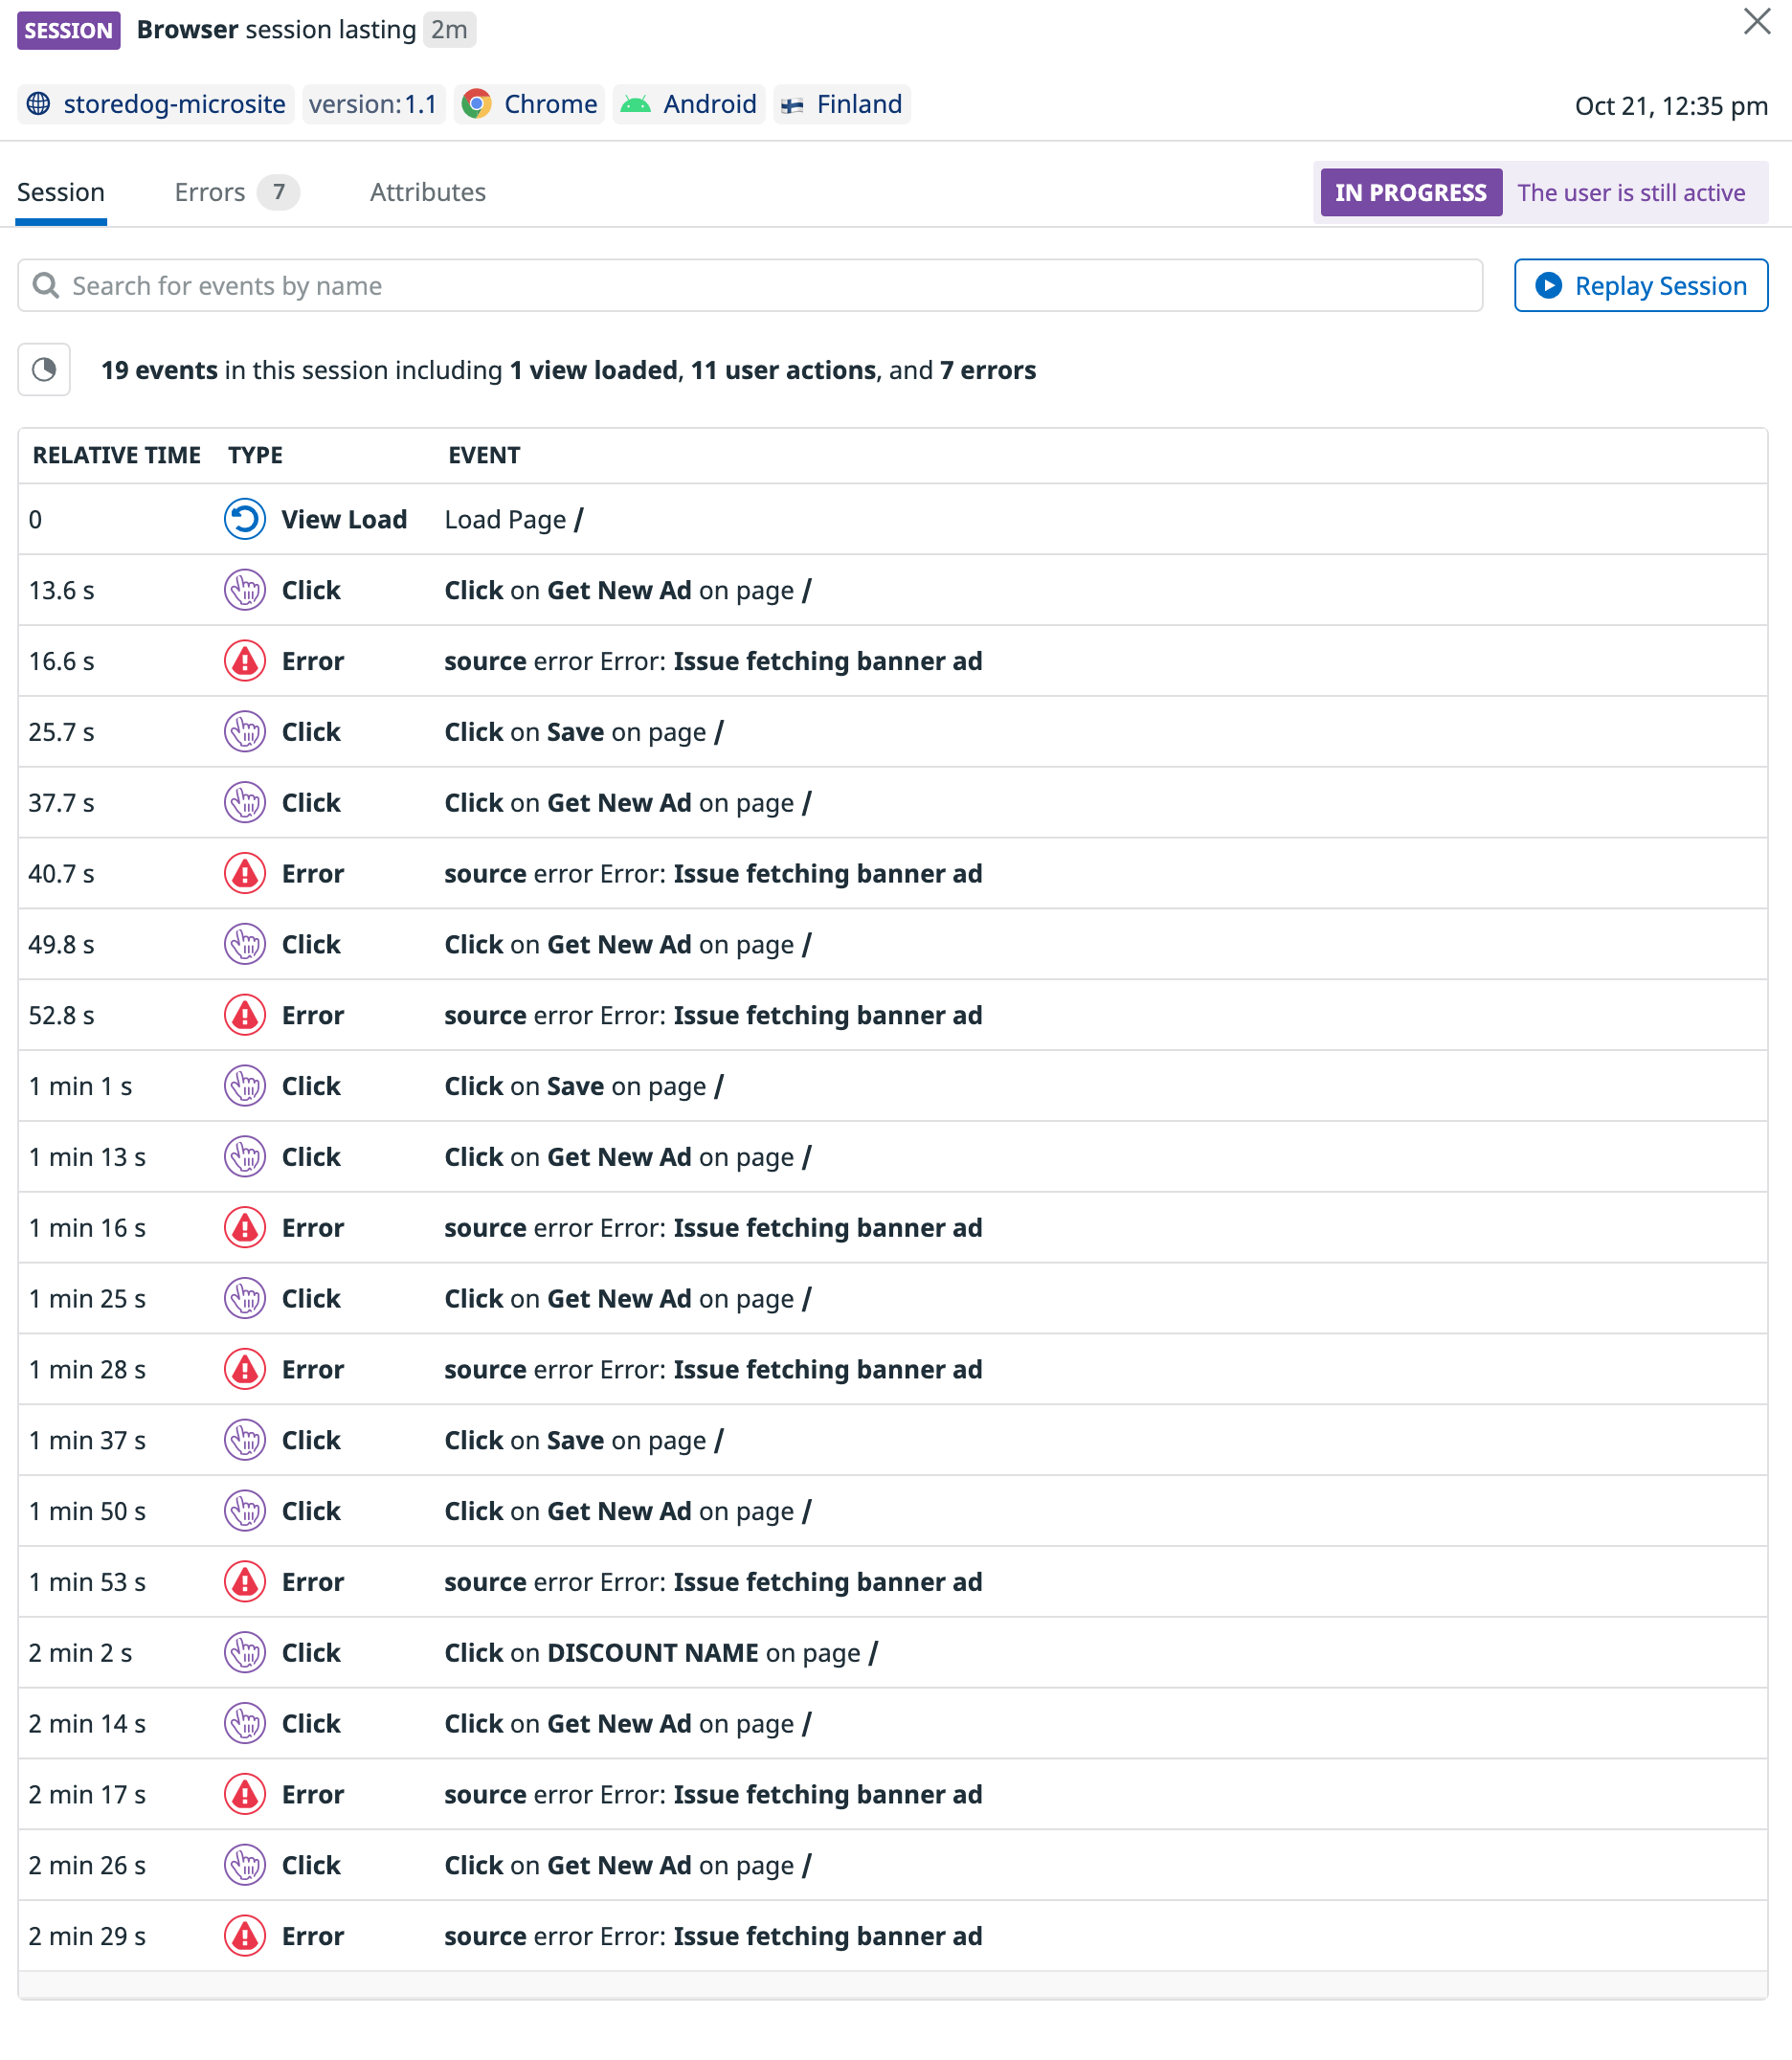 SESSION Browser session lasting 2m
storedog-microsite version:1.1 Chrome Android Finland Oct 21, 12:35 pm
Session Errors 7 Attributes IN PROGRESS The user is still active
Search for events by name Replay Session
19 events in this session including 1 view loaded, 11 user actions, and 7 errors
RELATIVE TIME TYPE EVENT
0 View Load Load Page /
13.6 s Click Click on Get New Ad on page /
16.6 s Error source error Error: Issue fetching banner ad
25.7 s Click Click on Save on page /
37.7 s Click Click on Get New Ad on page /
40.7 s Error source error Error: Issue fetching banner ad
49.8 s Click Click on Get New Ad on page /
52.8 s Error source error Error: Issue fetching banner ad
1 min 1 s Click Click on Save on page /
1 min 13 s Click Click on Get New Ad on page /
1 min 16 s Error source error Error: Issue fetching banner ad
1 min 25 s Click Click on Get New Ad on page /
1 min 28 s Error source error Error: Issue fetching banner ad
1 min 37 s Click Click on Save on page /
1 min 50 s Click Click on Get New Ad on page /
1 min 53 s Error source error Error: Issue fetching banner ad
2 min 2 s Click Click on DISCOUNT NAME on page /
2 min 14 s Click Click on Get New Ad on page /
2 min 17 s Error source error Error: Issue fetching banner ad
2 min 26 s Click Click on Get New Ad on page /
2 min 29 s Error source error Error: Issue fetching banner ad